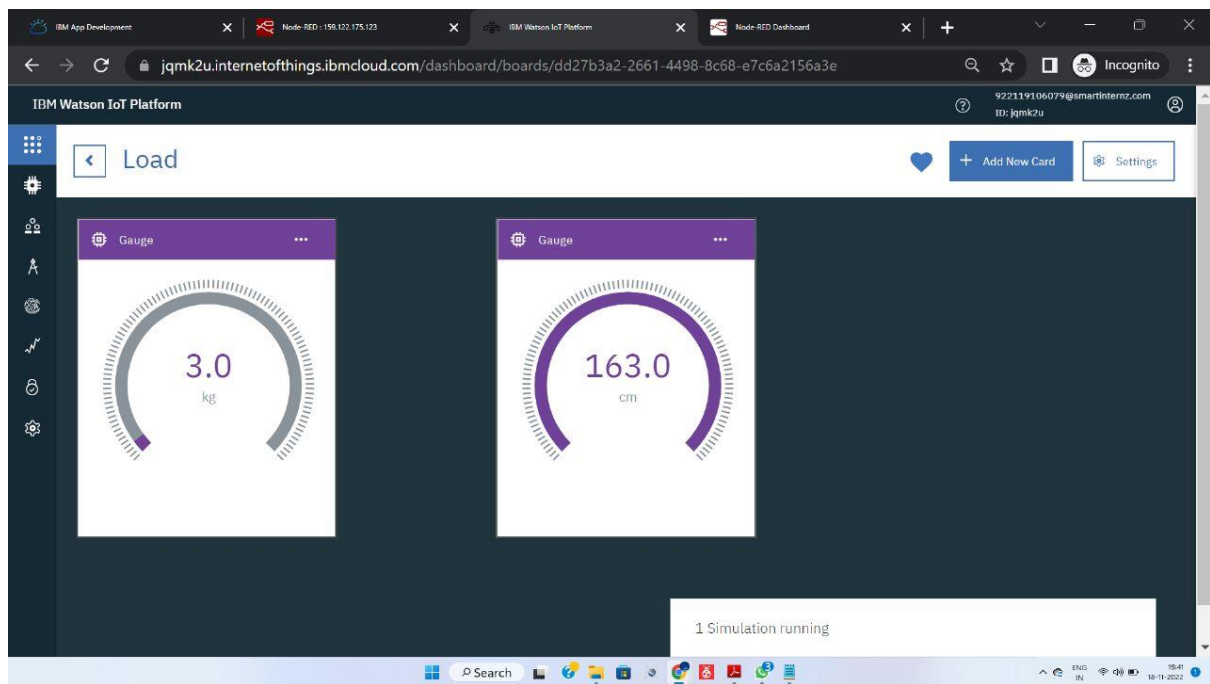 IBM App Development
Node-RED : 159.122.175.123
IBM Watson IoT Platform
Node-RED Dashboard
jqmk2u.internetofthings.ibmcloud.com/dashboard/boards/dd27b3a2-2661-4498-8c68-e7c6a2156a3e
Incognito
IBM Watson IoT Platform
922119106079@smartinternz.com
ID: jqmk2u
Load
Add New Card
Settings
Gauge
Gauge
3.0
kg
163.0
cm
1 Simulation running
Search
ENG
IN
19:41
18-11-2022